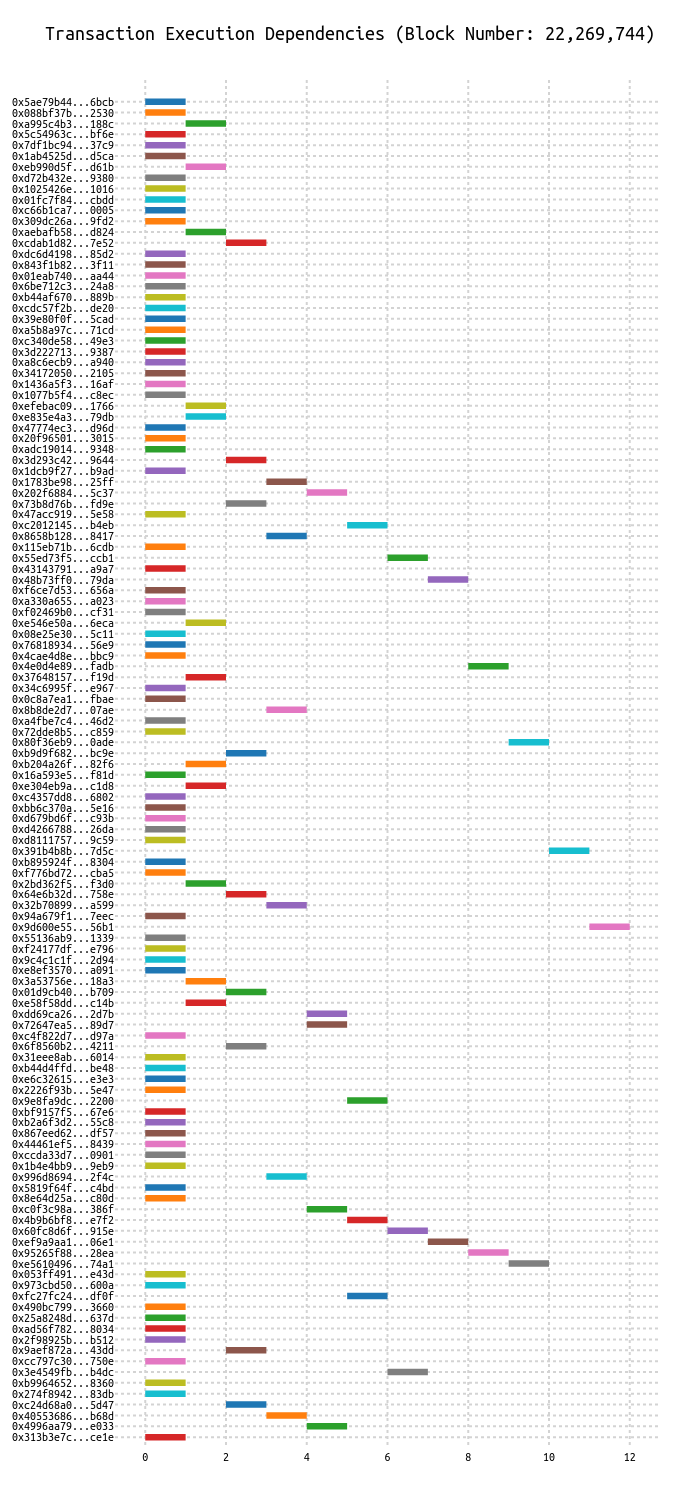 Transaction Execution Dependencies (Block Number: 22,269,744)
0x5ae79b44...6bcb
0x088bf37b...2530
0xa995c4b3...188c
0x5c54963c...bf6e
0x7df1bc94...37c9
0x1ab4525d...d5ca
0xeb990d5f...d61b
0xd72b432e...9380
0x1025426e...1016
0x01fc7f84...cbdd
0xc66b1ca7...0005
0x309dc26a...9fd2
0xaebafb58...d824
0xcdab1d82...7e52
0xdc6d4198...85d2
0x843f1b82...3f11
0x01eab740...aa44
0x6be712c3...24a8
0xb44af670...889b
0xcdc57f2b...de20
0x39e80f0f...5cad
0xa5b8a97c...71cd
0xc340de58...49e3
0x3d222713...9387
0xa8c6ecb9...a940
0x34172050...2105
0x1436a5f3...16af
0x1077b5f4...c8ec
0xefebac09...1766
0xe835e4a3...79db
0x47774ec3...d96d
0x20f96501...3015
0xadc19014...9348
0x3d293c42...9644
0x1dcb9f27...b9ad
0x1783be98...25ff
0x202f6884...5c37
0x73b8d76b...fd9e
0x47acc919...5e58
0xc2012145...b4eb
0x8658b128...8417
0x115eb71b...6cdb
0x55ed73f5...ccb1
0x43143791...a9a7
0x48b73ff0...79da
0xf6ce7d53...656a
0xa330a655...a023
0xf02469b0...cf31
0xe546e50a...6eca
0x08e25e30...5c11
0x76818934...56e9
0x4cae4d8e...bbc9
0x4e0d4e89...fadb
0x37648157...f19d
0x34c6995f...e967
0x0c8a7ea1...fbae
0x8b8de2d7...07ae
0xa4fbe7c4...46d2
0x72dde8b5...c859
0x80f36eb9...0ade
0xb9d9f682...bc9e
0xb204a26f...82f6
0x16a593e5...f81d
0xe304eb9a...c1d8
0xc4357dd8...6802
0xbb6c370a...5e16
0xd679bd6f...c93b
0xd4266788...26da
0xd8111757...9c59
0x391b4b8b...7d5c
0xb895924f...8304
0xf776bd72...cba5
0x2bd362f5...f3d0
0x64e6b32d...758e
0x32b70899...a599
0x94a679f1...7eec
0x9d600e55...56b1
0x55136ab9...1339
0xf24177df...e796
0x9c4c1c1f...2d94
0xe8ef3570...a091
0x3a53756e...18a3
0x01d9cb40...b709
0xe58f58dd...c14b
0xdd69ca26...2d7b
0x72647ea5...89d7
0xc4f822d7...d97a
0x6f8560b2...4211
0x31eee8ab...6014
0xb44d4ffd...be48
0xe6c32615...e3e3
0x2226f93b...5e47
0x9e8fa9dc...2200
0xbf9157f5...67e6
0xb2a6f3d2...55c8
0x867eed62...df57
0x44461ef5...8439
0xccda33d7...0901
0x1b4e4bb9...9eb9
0x996d8694...2f4c
0x5819f64f...c4bd
0x8e64d25a...c80d
0xc0f3c98a...386f
0x4b9b6bf8...e7f2
0x60fc8d6f...915e
0xef9a9aa1...06e1
0x95265f88...28ea
0xe5610496...74a1
0x053ff491...e43d
0x973cbd50...600a
0xfc27fc24...df0f
0x490bc799...3660
0x25a8248d...637d
0xad56f782...8034
0x2f98925b...b512
0x9aef872a...43dd
0xcc797c30...750e
0x3e4549fb...b4dc
0xb9964652...8360
0x274f8942...83db
0xc24d68a0...5d47
0x40553686...b68d
0x4996aa79...e033
0x313b3e7c...ce1e
0 2 4 6 8 10 12